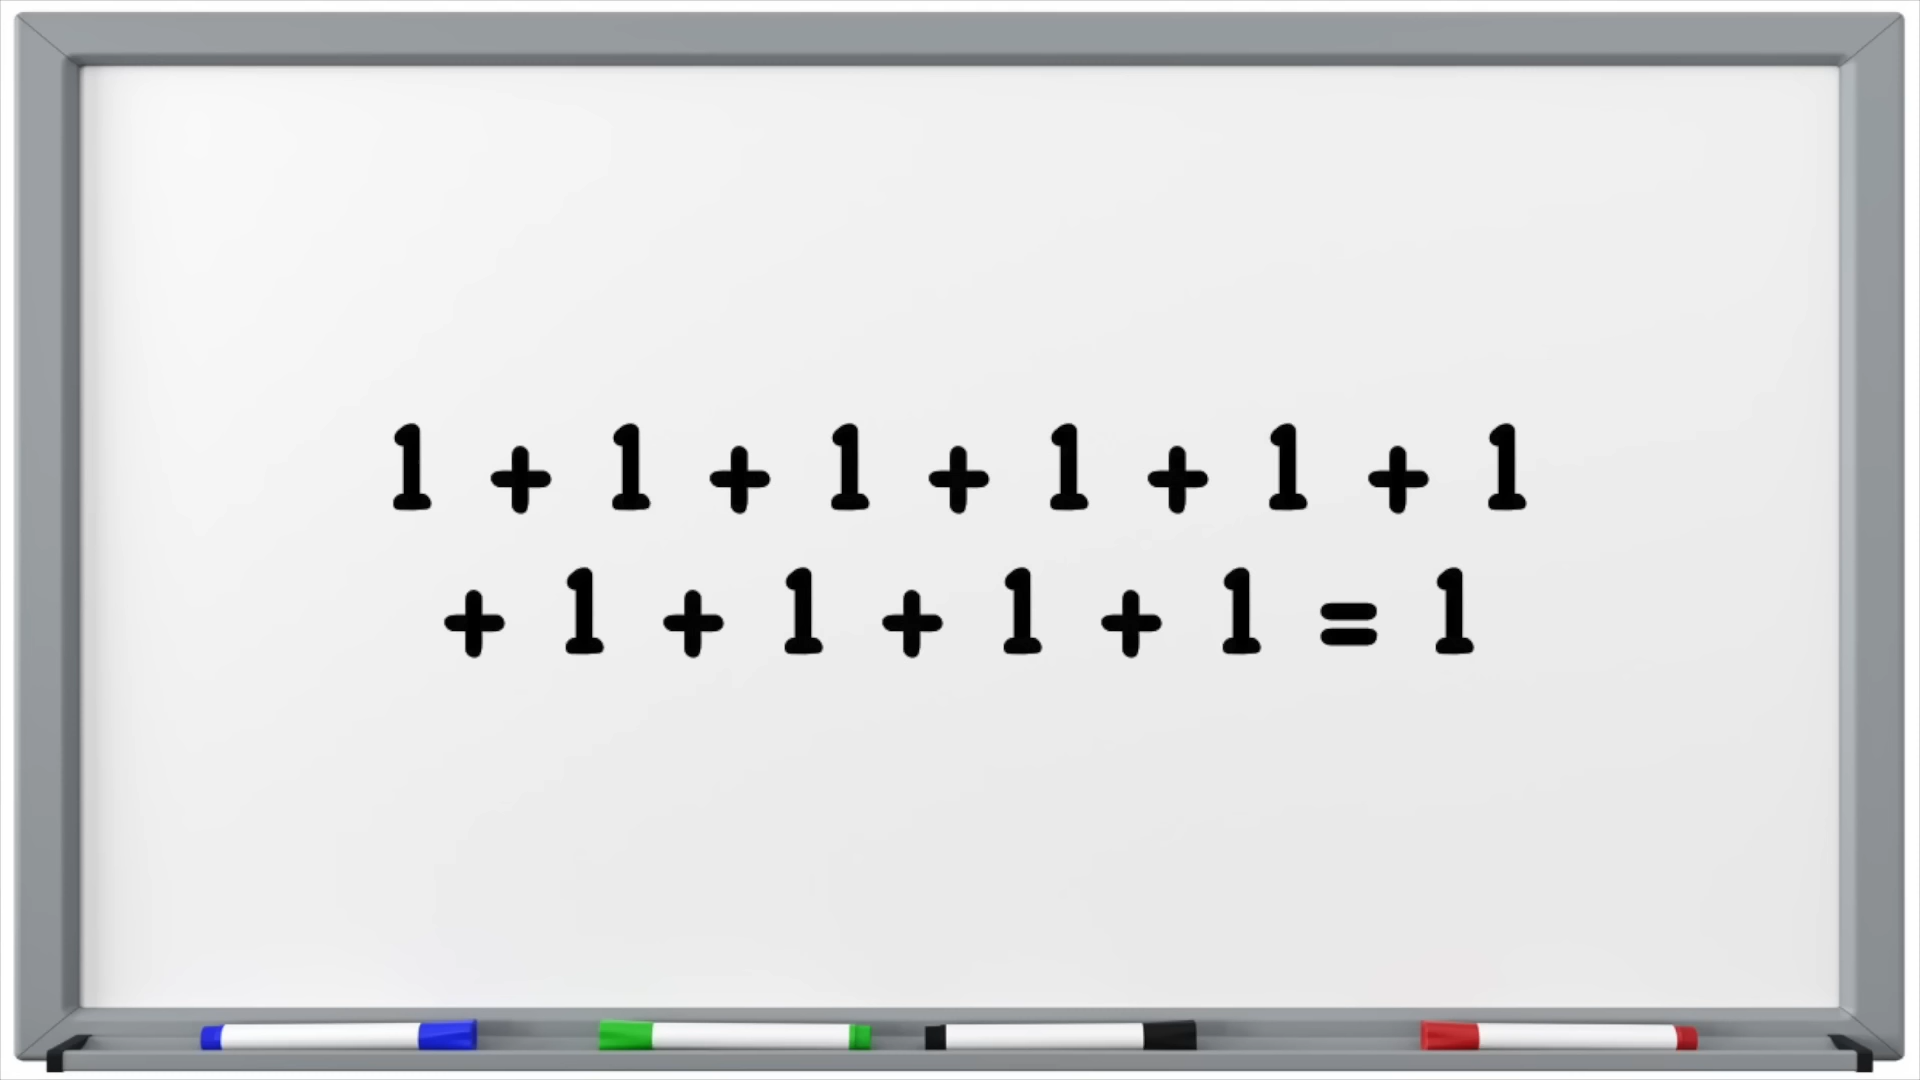 1 + 1 + 1 + 1 + 1 + 1
+ 1 + 1 + 1 + 1 = 1